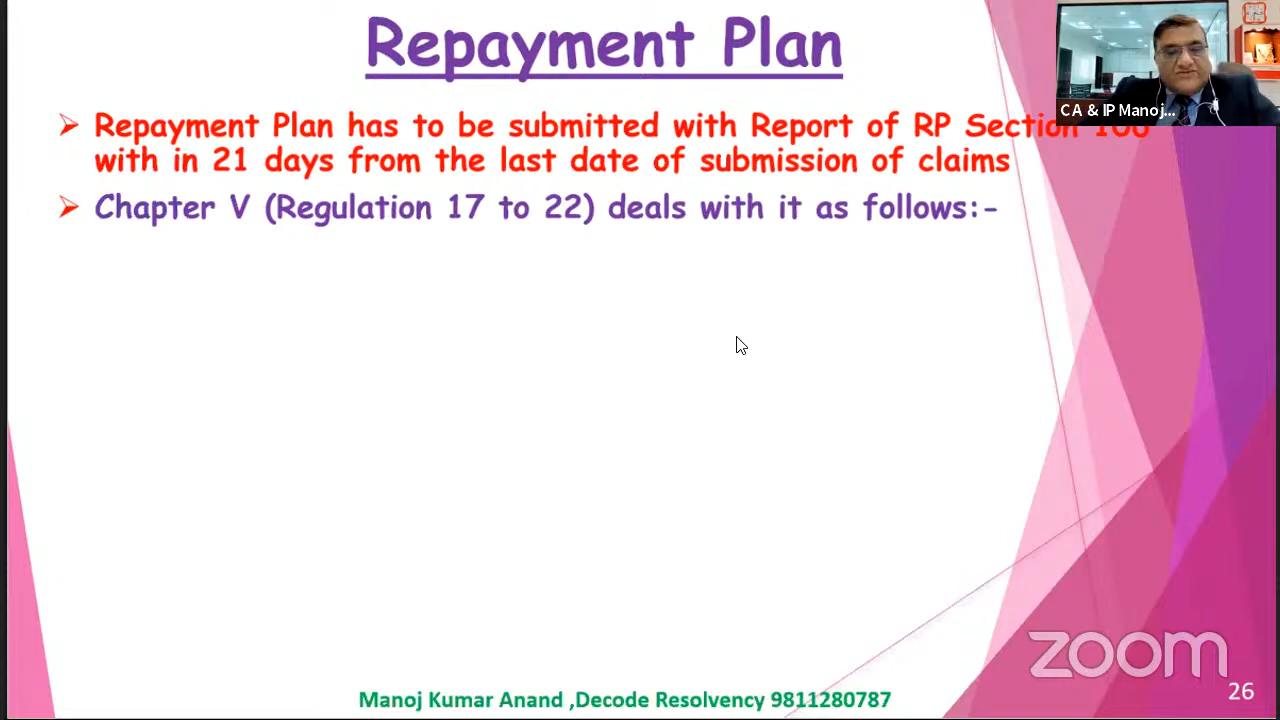 Repayment Plan
CA & IP Manoj...
➢ Repayment Plan has to be submitted with Report of RP Section
with in 21 days from the last date of submission of claims
➢ Chapter V (Regulation 17 to 22) deals with it as follows:-
zoom
Manoj Kumar Anand ,Decode Resolvency 9811280787
26